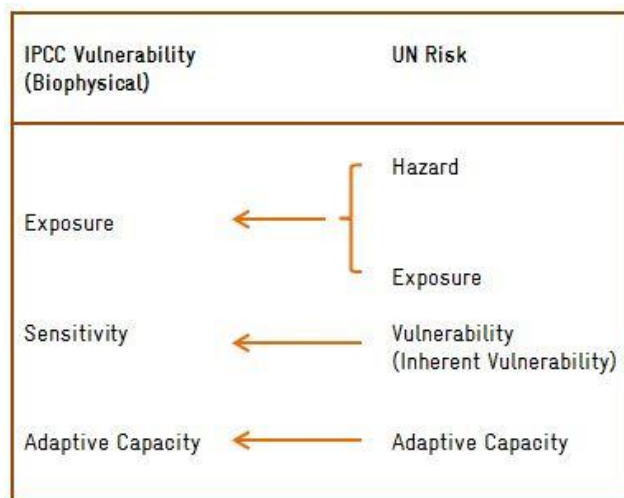 IPCC Vulnerability
(Biophysical)
UN Risk
Hazard
Exposure
Exposure
Sensitivity
Vulnerability
(Inherent Vulnerability)
Adaptive Capacity
Adaptive Capacity